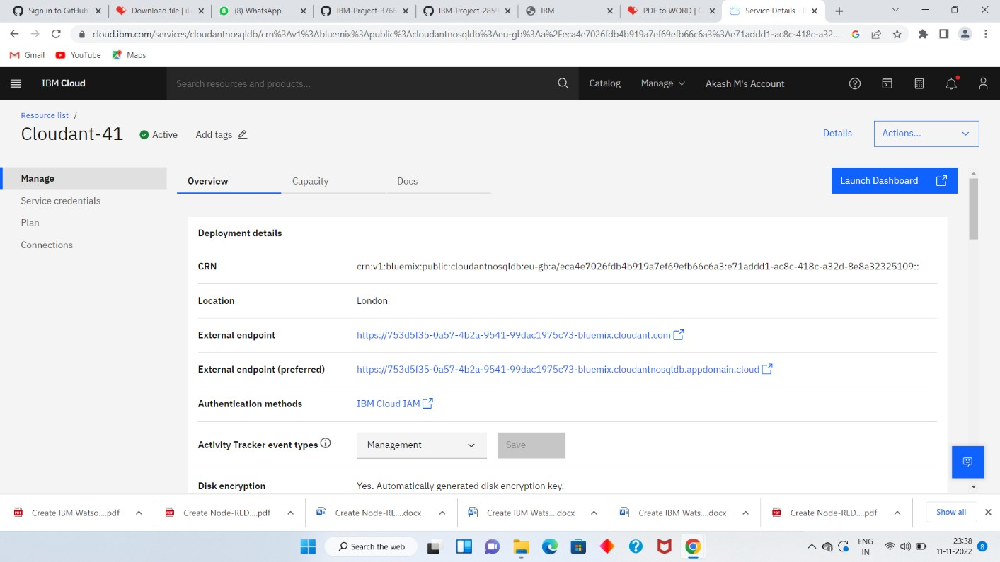 Sign in to GitHub
Download file | iLo
(8) WhatsApp
IBM-Project-3766
IBM-Project-2859
IBM
PDF to WORD | C
Service Details - I
cloud.ibm.com/services/cloudantnosqldb/crn%3Av1%3Abluemix%3Apublic%3Acloudantnosqldb%3Aeu-gb%3Aa%2Feca4e7026fdb4b919a7ef69efb66c6a3%3Ae71addd1-ac8c-418c-a32...
Gmail
YouTube
Maps
IBM Cloud
Search resources and products...
Catalog
Manage
Akash M's Account
Resource list /
Cloudant-41
Active
Add tags
Details
Actions...
Manage
Service credentials
Plan
Connections
Overview
Capacity
Docs
Launch Dashboard
Deployment details
CRN crn:v1:bluemix:public:cloudantnosqldb:eu-gb:a/eca4e7026fdb4b919a7ef69efb66c6a3:e71addd1-ac8c-418c-a32d-8e8a32325109::
Location London
External endpoint https://753d5f35-0a57-4b2a-9541-99dac1975c73-bluemix.cloudant.com
External endpoint (preferred) https://753d5f35-0a57-4b2a-9541-99dac1975c73-bluemix.cloudantnosqldb.appdomain.cloud
Authentication methods IBM Cloud IAM
Activity Tracker event types Management Save
Disk encryption Yes. Automatically generated disk encryption key.
Create IBM Watso....pdf
Create Node-RED....pdf
Create Node-RE....docx
Create IBM Wats....docx
Create IBM Wats....docx
Create Node-RED....pdf
Show all
Search the web
ENG
IN
23:38
11-11-2022
8